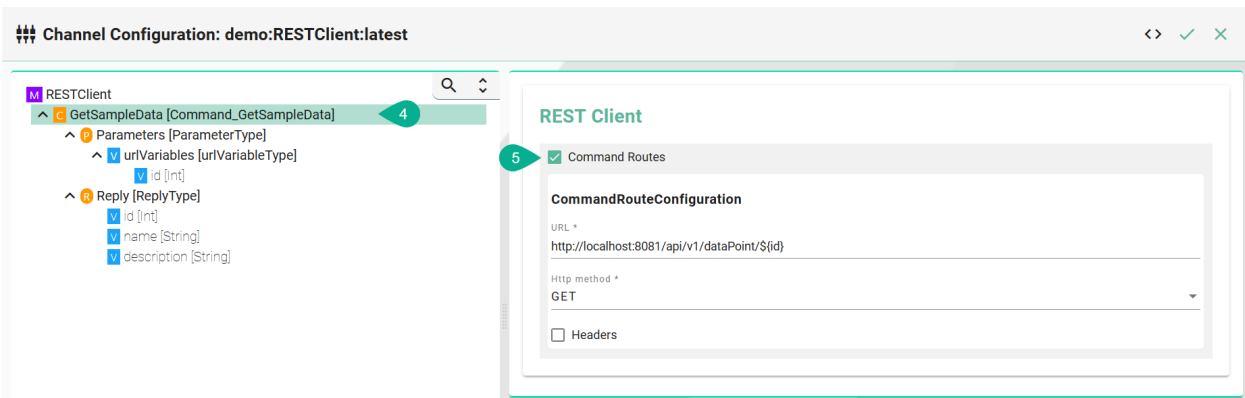 Channel Configuration: demo:RESTClient:latest
<>
M RESTClient
C GetSampleData [Command_GetSampleData]
4
P Parameters [ParameterType]
V urlVariables [urlVariableType]
V id [Int]
R Reply [ReplyType]
V id [Int]
V name [String]
V description [String]
REST Client
5
Command Routes
CommandRouteConfiguration
URL *
http://localhost:8081/api/v1/dataPoint/${id}
Http method *
GET
Headers